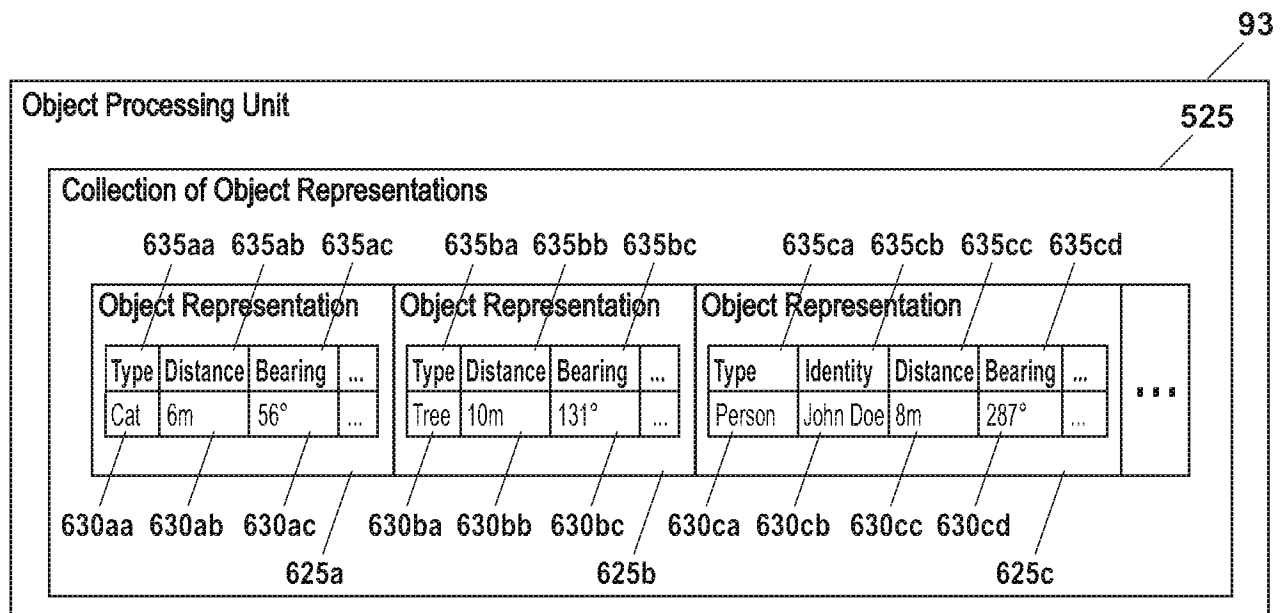 93
Object Processing Unit
525
Collection of Object Representations
635aa 635ab 635ac 635ba 635bb 635bc 635ca 635cb 635cc 635cd
Object Representation Object Representation Object Representation
Type Distance Bearing ... Type Distance Bearing ... Type Identity Distance Bearing ...
Cat 6m 56° ... Tree 10m 131° ... Person John Doe 8m 287° ...
...
630aa 630ab 630ac 630ba 630bb 630bc 630ca 630cb 630cc 630cd
625a 625b 625c